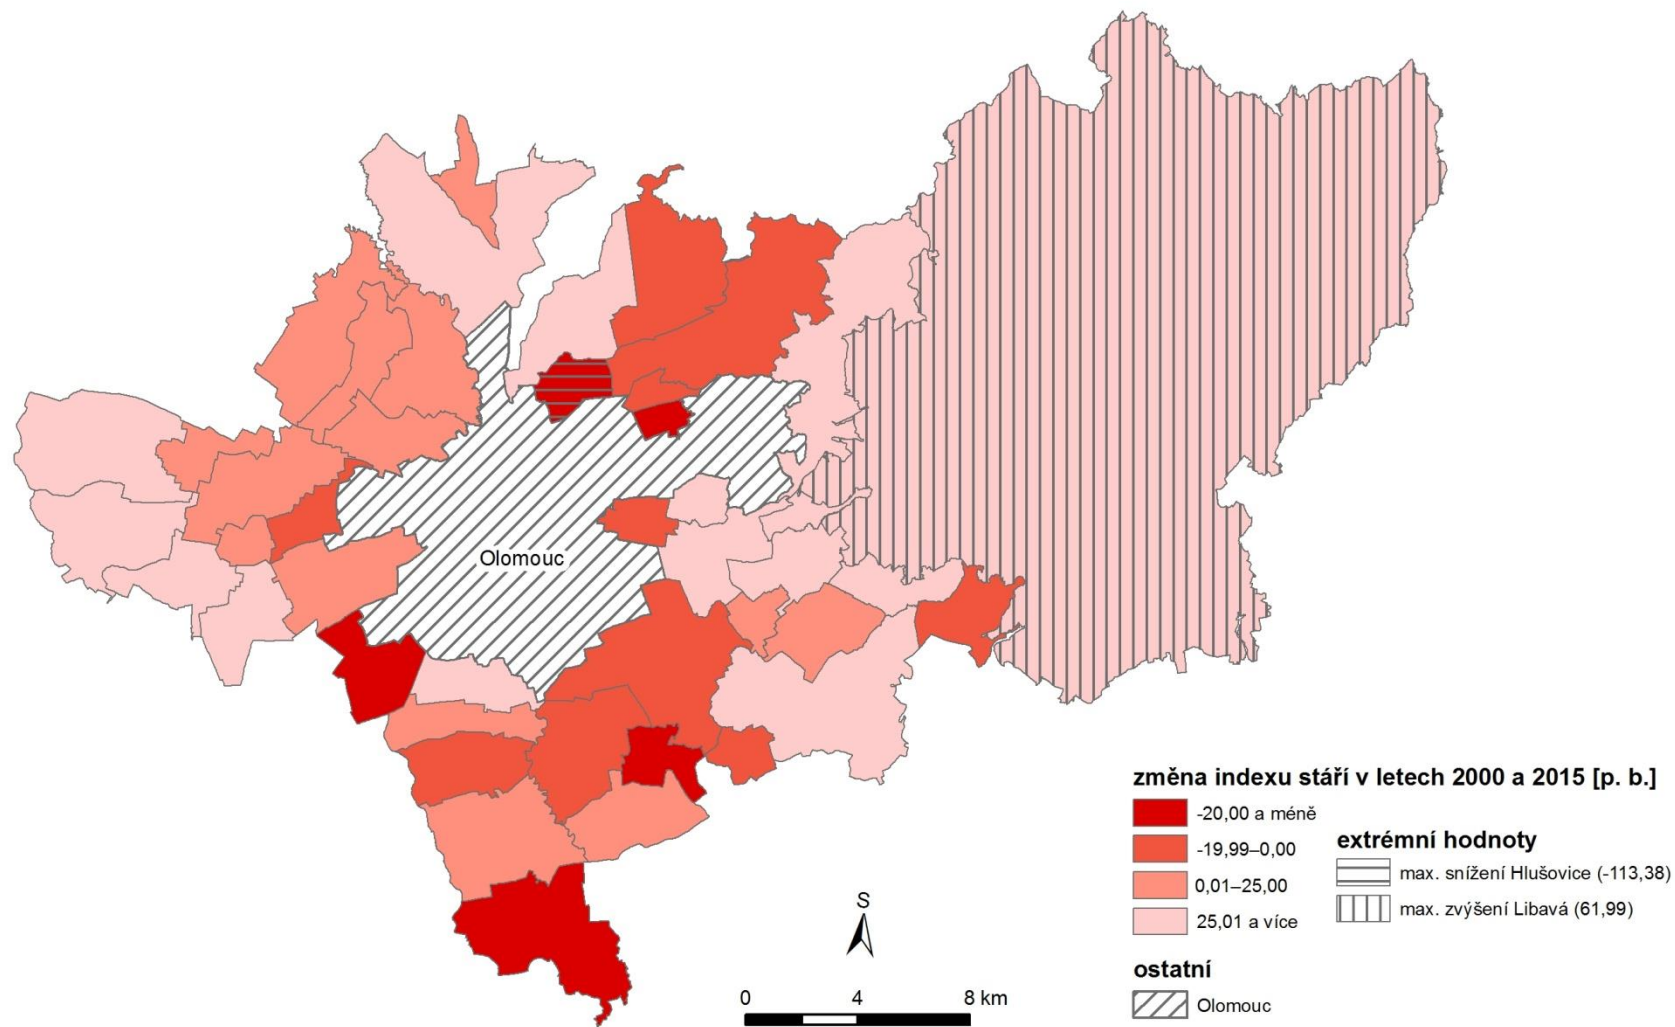 Olomouc
změna indexu stáří v letech 2000 a 2015 [p. b.]
-20,00 a méně
-19,99–0,00
0,01–25,00
25,01 a více
extrémní hodnoty
max. snížení Hlušovice (-113,38)
max. zvýšení Libavá (61,99)
ostatní
Olomouc
S
0 4 8 km